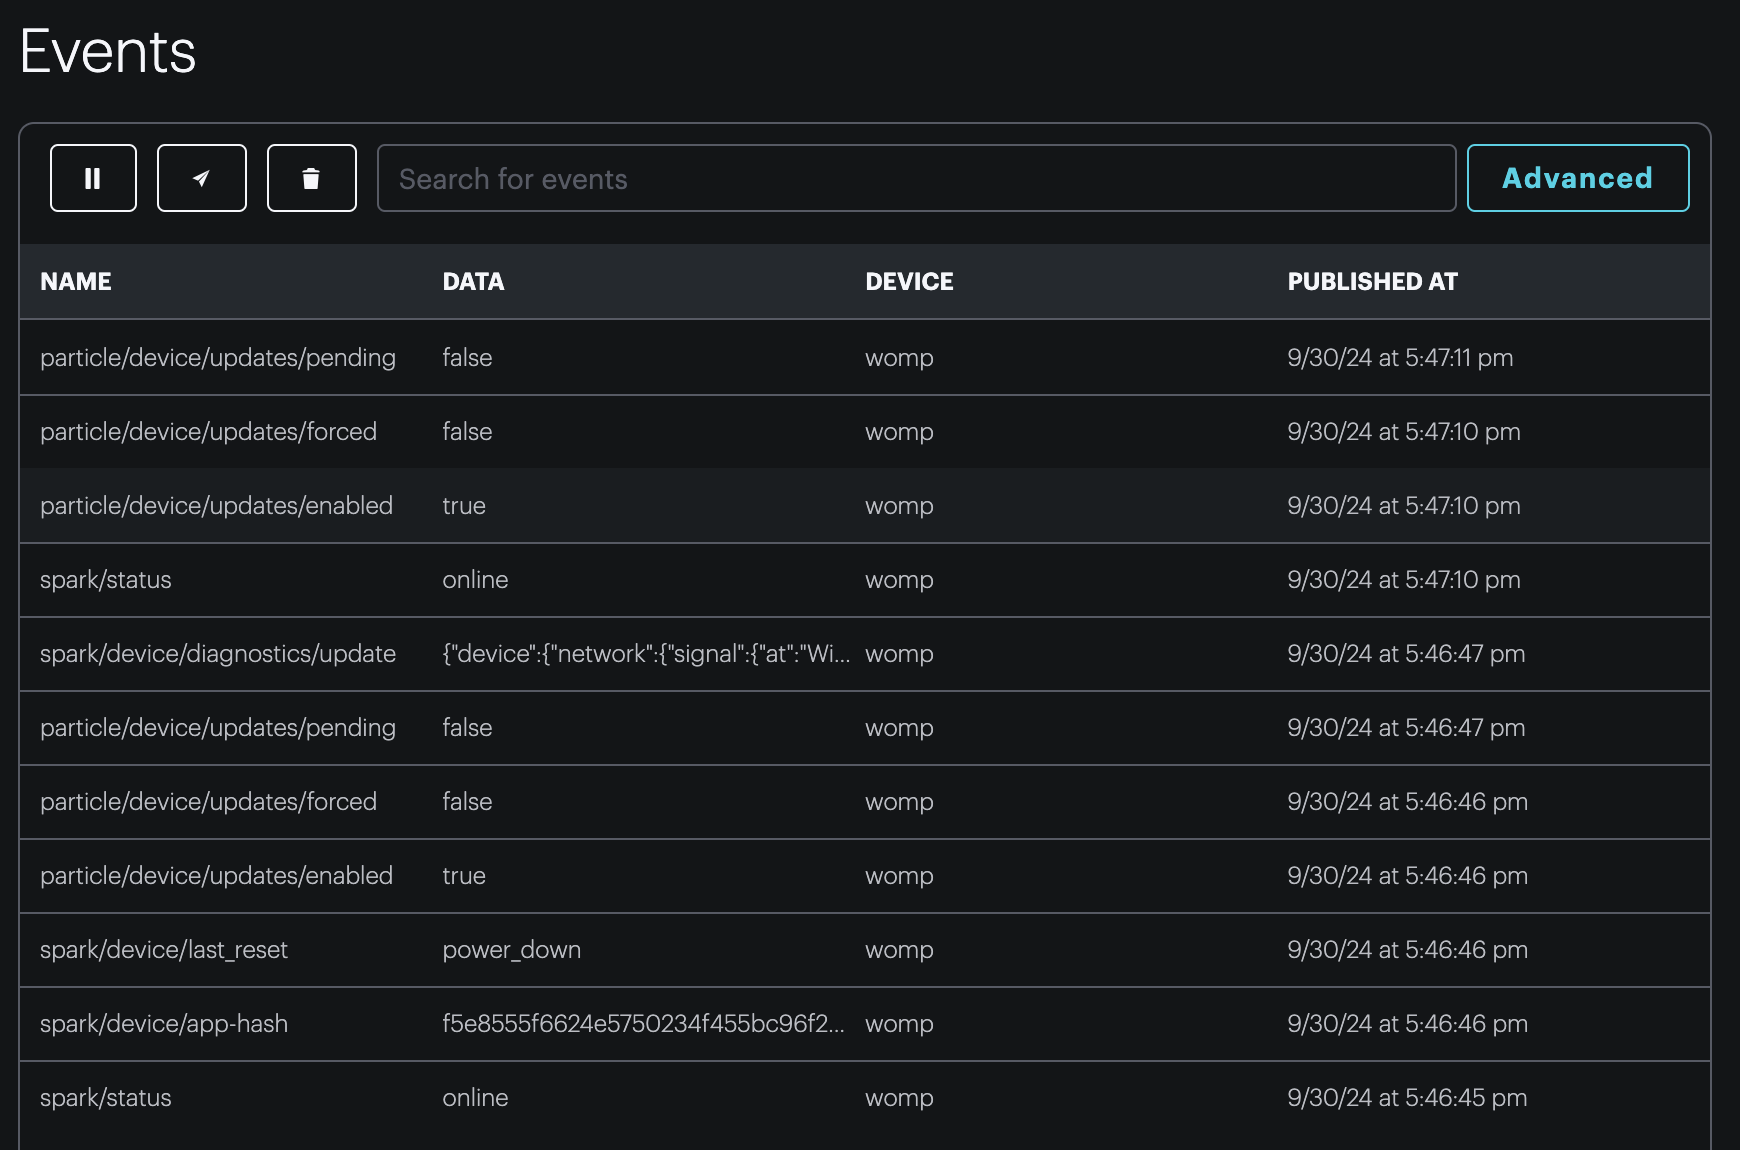 Events
Search for events Advanced
NAME DATA DEVICE PUBLISHED AT
particle/device/updates/pending false womp 9/30/24 at 5:47:11 pm
particle/device/updates/forced false womp 9/30/24 at 5:47:10 pm
particle/device/updates/enabled true womp 9/30/24 at 5:47:10 pm
spark/status online womp 9/30/24 at 5:47:10 pm
spark/device/diagnostics/update {"device":{"network":{"signal":{"at":"Wi... womp 9/30/24 at 5:46:47 pm
particle/device/updates/pending false womp 9/30/24 at 5:46:47 pm
particle/device/updates/forced false womp 9/30/24 at 5:46:46 pm
particle/device/updates/enabled true womp 9/30/24 at 5:46:46 pm
spark/device/last_reset power_down womp 9/30/24 at 5:46:46 pm
spark/device/app-hash f5e8555f6624e5750234f455bc96f2... womp 9/30/24 at 5:46:46 pm
spark/status online womp 9/30/24 at 5:46:45 pm